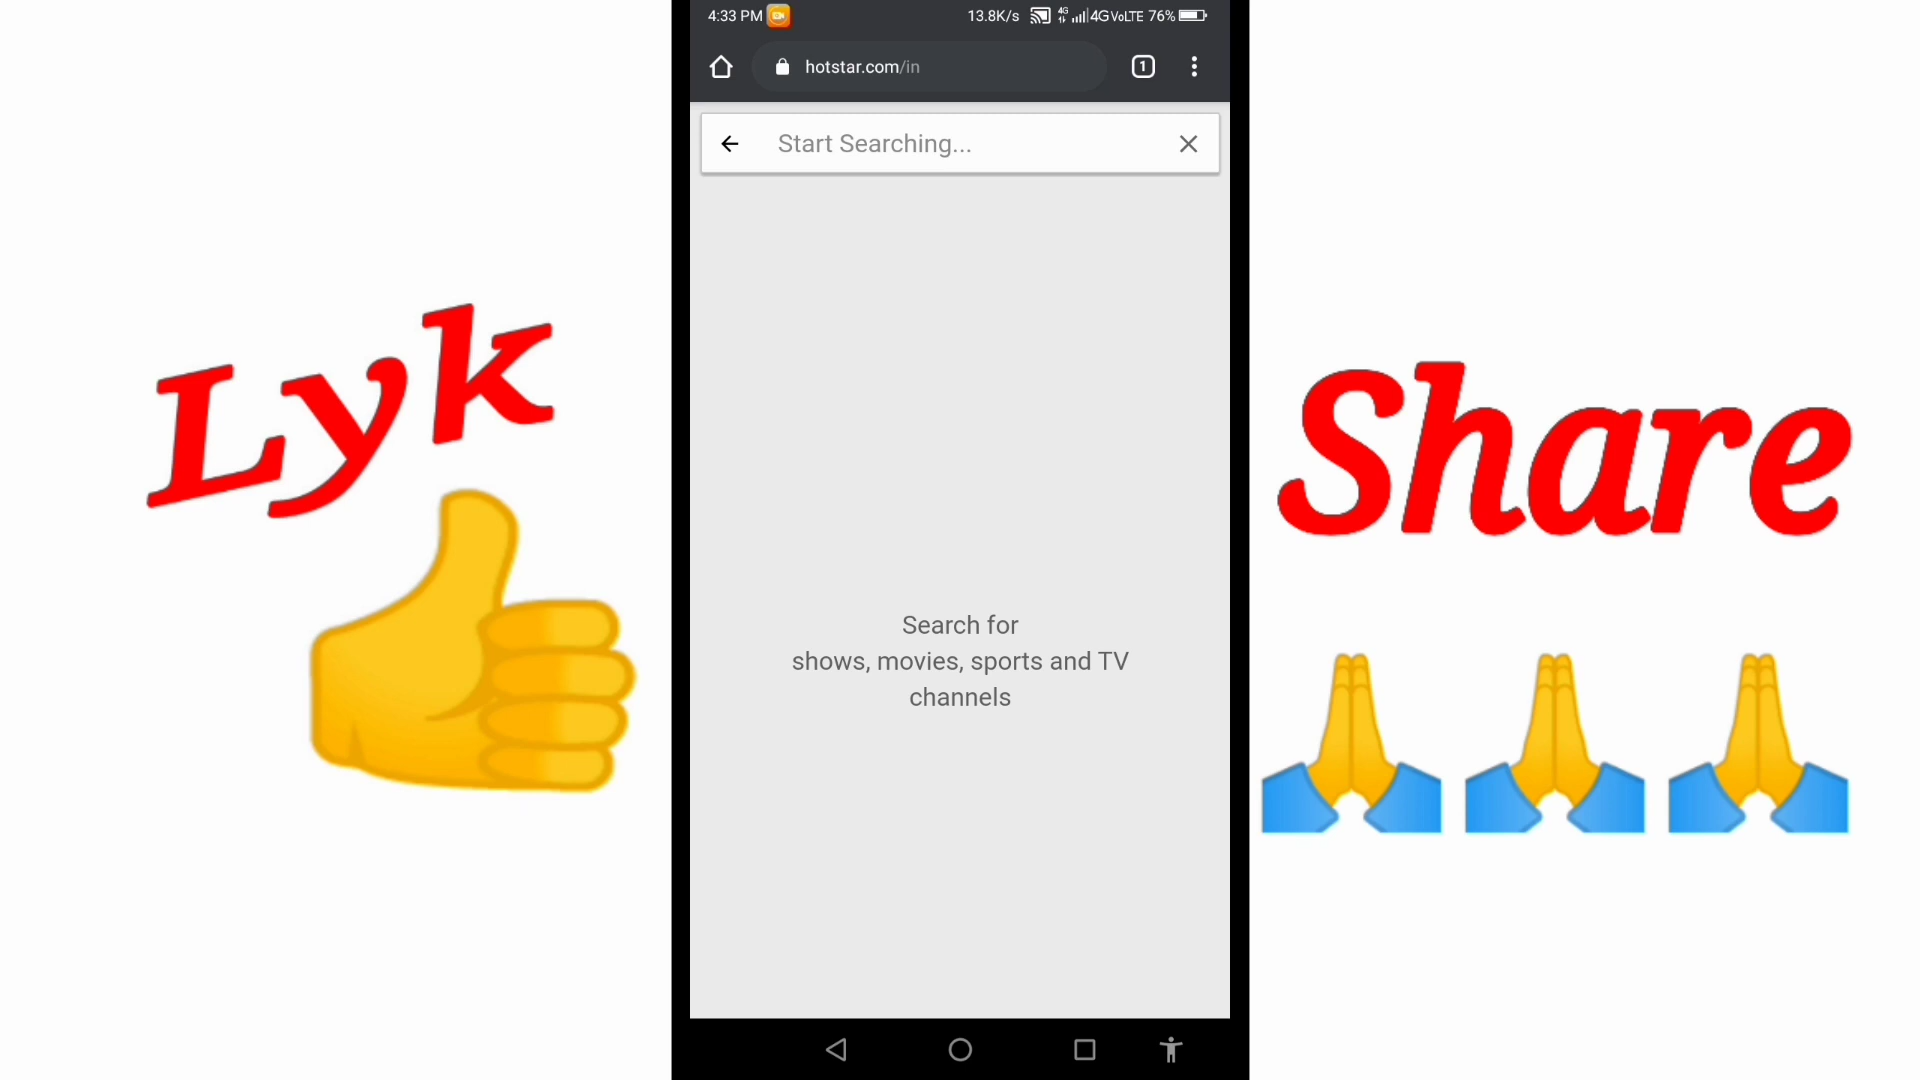 4:33 PM 13.8K/s 4G 4G VoLTE 76%
hotstar.com/in 1
Start Searching...
Lyk
Share
Search for
shows, movies, sports and TV
channels